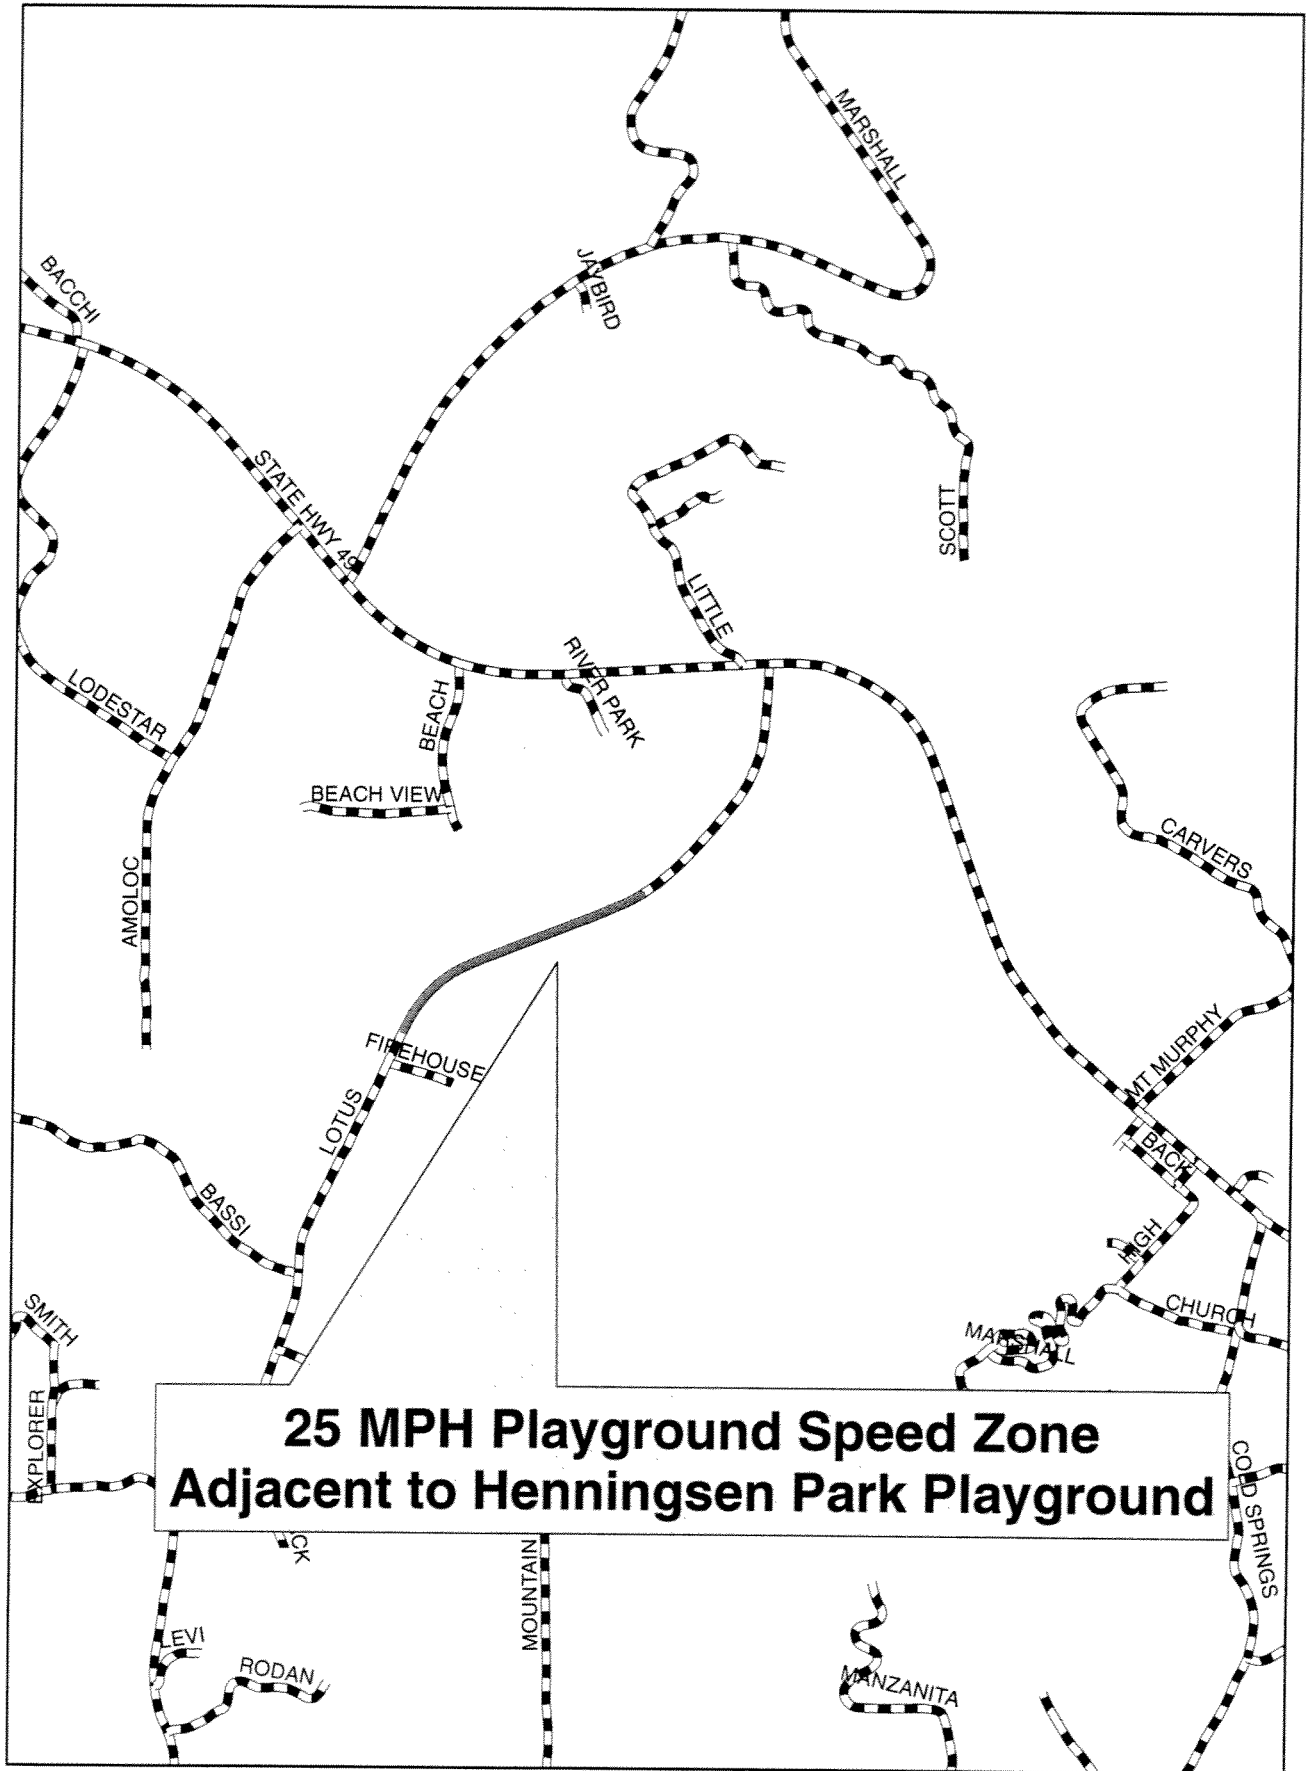 MARSHALL
JAYBIRD
BACCHI
STATE HWY 49
SCOTT
LITTLE
RIVER PARK
LODESTAR
BEACH
BEACH VIEW
CARVERS
AMOLOC
MT MURPHY
FIREHOUSE
LOTUS
BACK
BASSI
HIGH
SMITH
CHURCH
MARSHALL
EXPLORER
25 MPH Playground Speed Zone
Adjacent to Henningsen Park Playground
COLD SPRINGS
CK
MOUNTAIN
LEVI
RODAN
MANZANITA